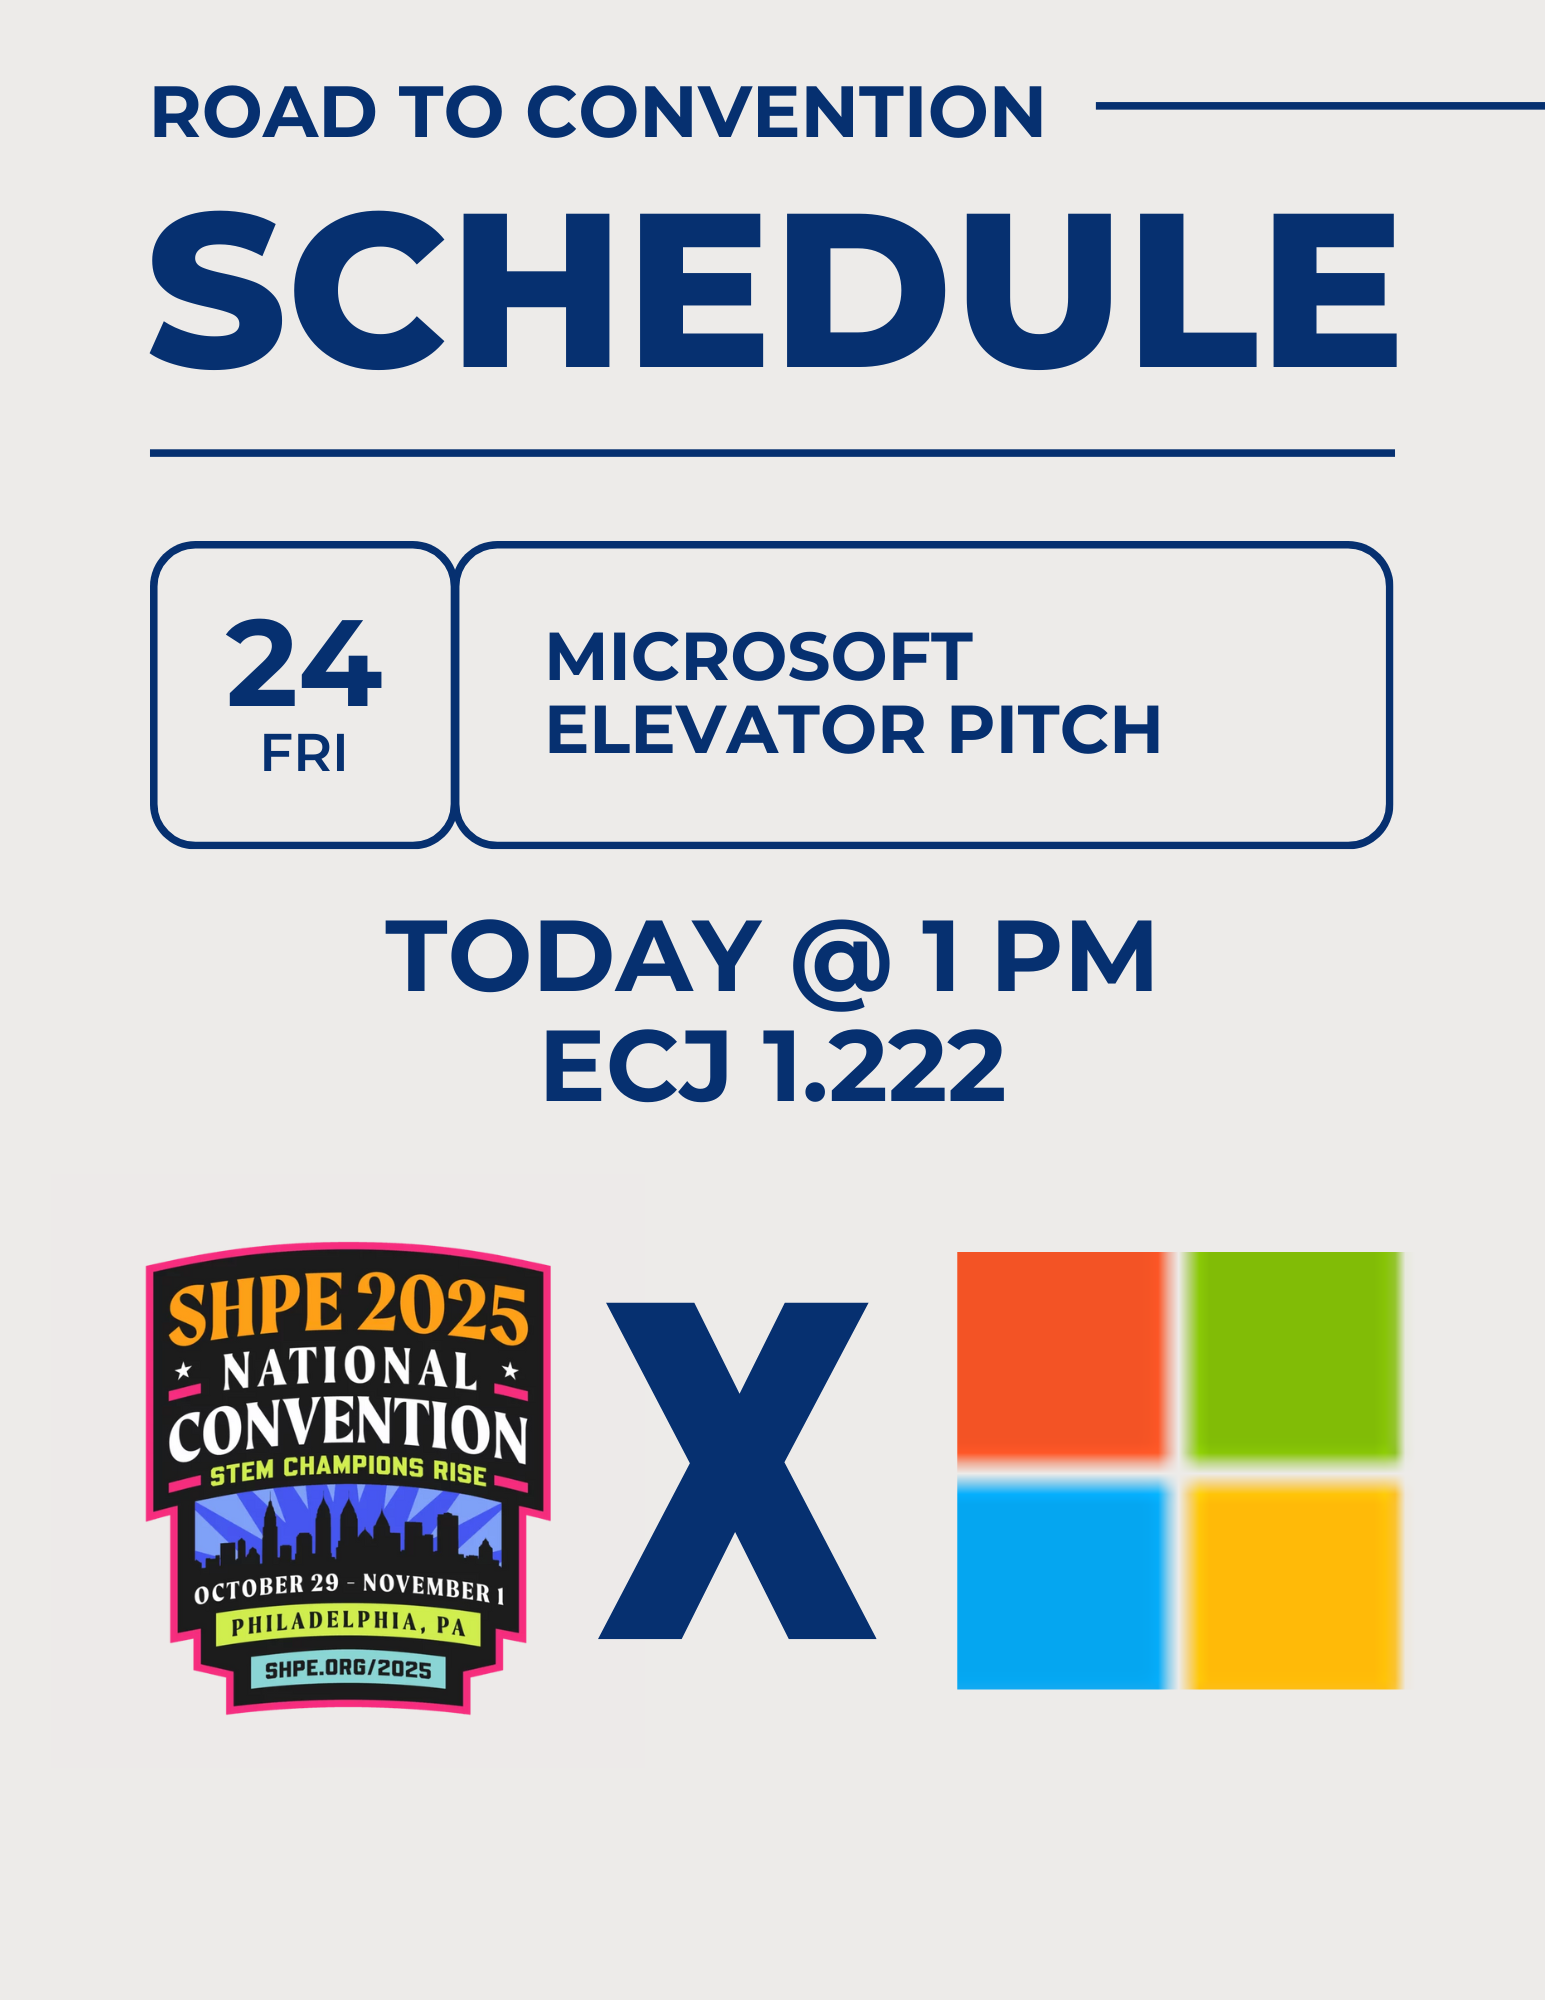 ROAD TO CONVENTION
SCHEDULE
24
FRI
MICROSOFT
ELEVATOR PITCH
TODAY @ 1 PM
ECJ 1.222
SHPE 2025
NATIONAL
CONVENTION
STEM CHAMPIONS RISE
OCTOBER 29 - NOVEMBER 1
PHILADELPHIA, PA
SHPE.ORG/2025
X